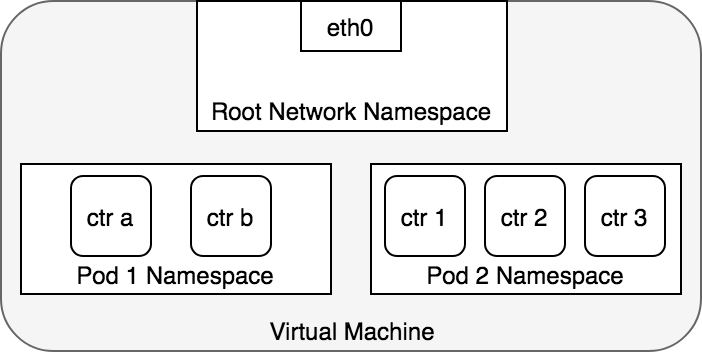 eth0
Root Network Namespace
ctr a
ctr b
Pod 1 Namespace
ctr 1
ctr 2
ctr 3
Pod 2 Namespace
Virtual Machine